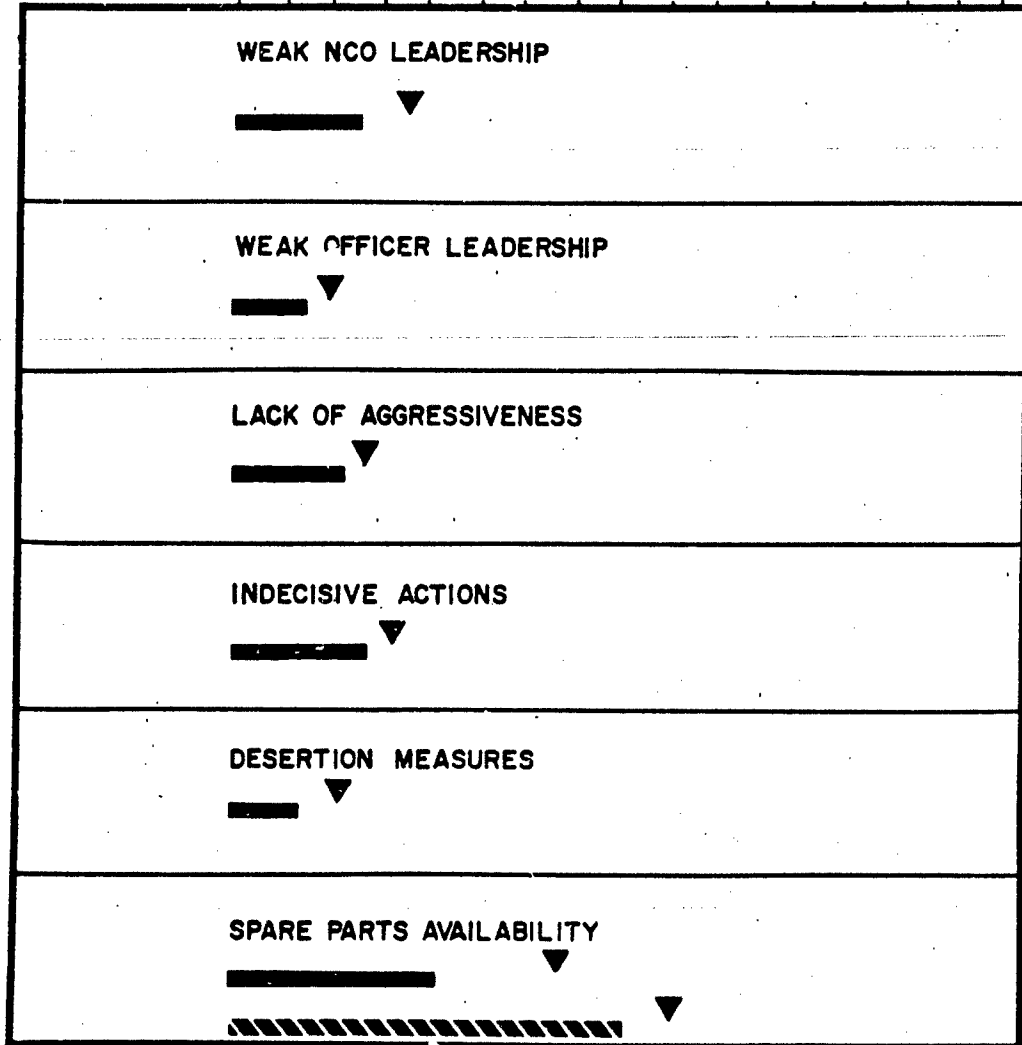 WEAK NCO LEADERSHIP
WEAK OFFICER LEADERSHIP
LACK OF AGGRESSIVENESS
INDECISIVE ACTIONS
DESERTION MEASURES
SPARE PARTS AVAILABILITY